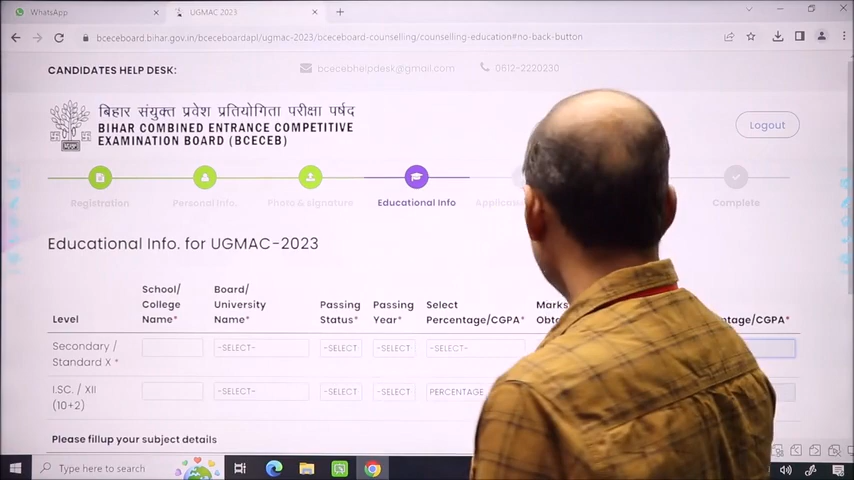 WhatsApp
UGMAC 2023
bceceboard.bihar.gov.in/bceceboardapl/ugmac-2023/bceceboard-counselling/counselling-education#no-back-button
CANDIDATES HELP DESK:
bcecebhelpdesk@gmail.com
0612-2220230
बिहार संयुक्त प्रवेश प्रतियोगिता परीक्षा पर्षद
BIHAR COMBINED ENTRANCE COMPETITIVE
EXAMINATION BOARD (BCECEB)
Logout
Registration
Personal Info.
Photo & signature
Educational Info
Complete
Educational Info. for UGMAC-2023
Level
School/
College
Name*
Board/
University
Name*
Passing
Status*
Passing
Year*
Select
Percentage/CGPA*
Marks
/CGPA*
Secondary /
Standard X *
-SELECT-
-SELECT
-SELECT
-SELECT-
I.SC. / XII
(10+2)
-SELECT-
-SELECT
-SELECT
PERCENTAGE
Please fillup your subject details
Type here to search